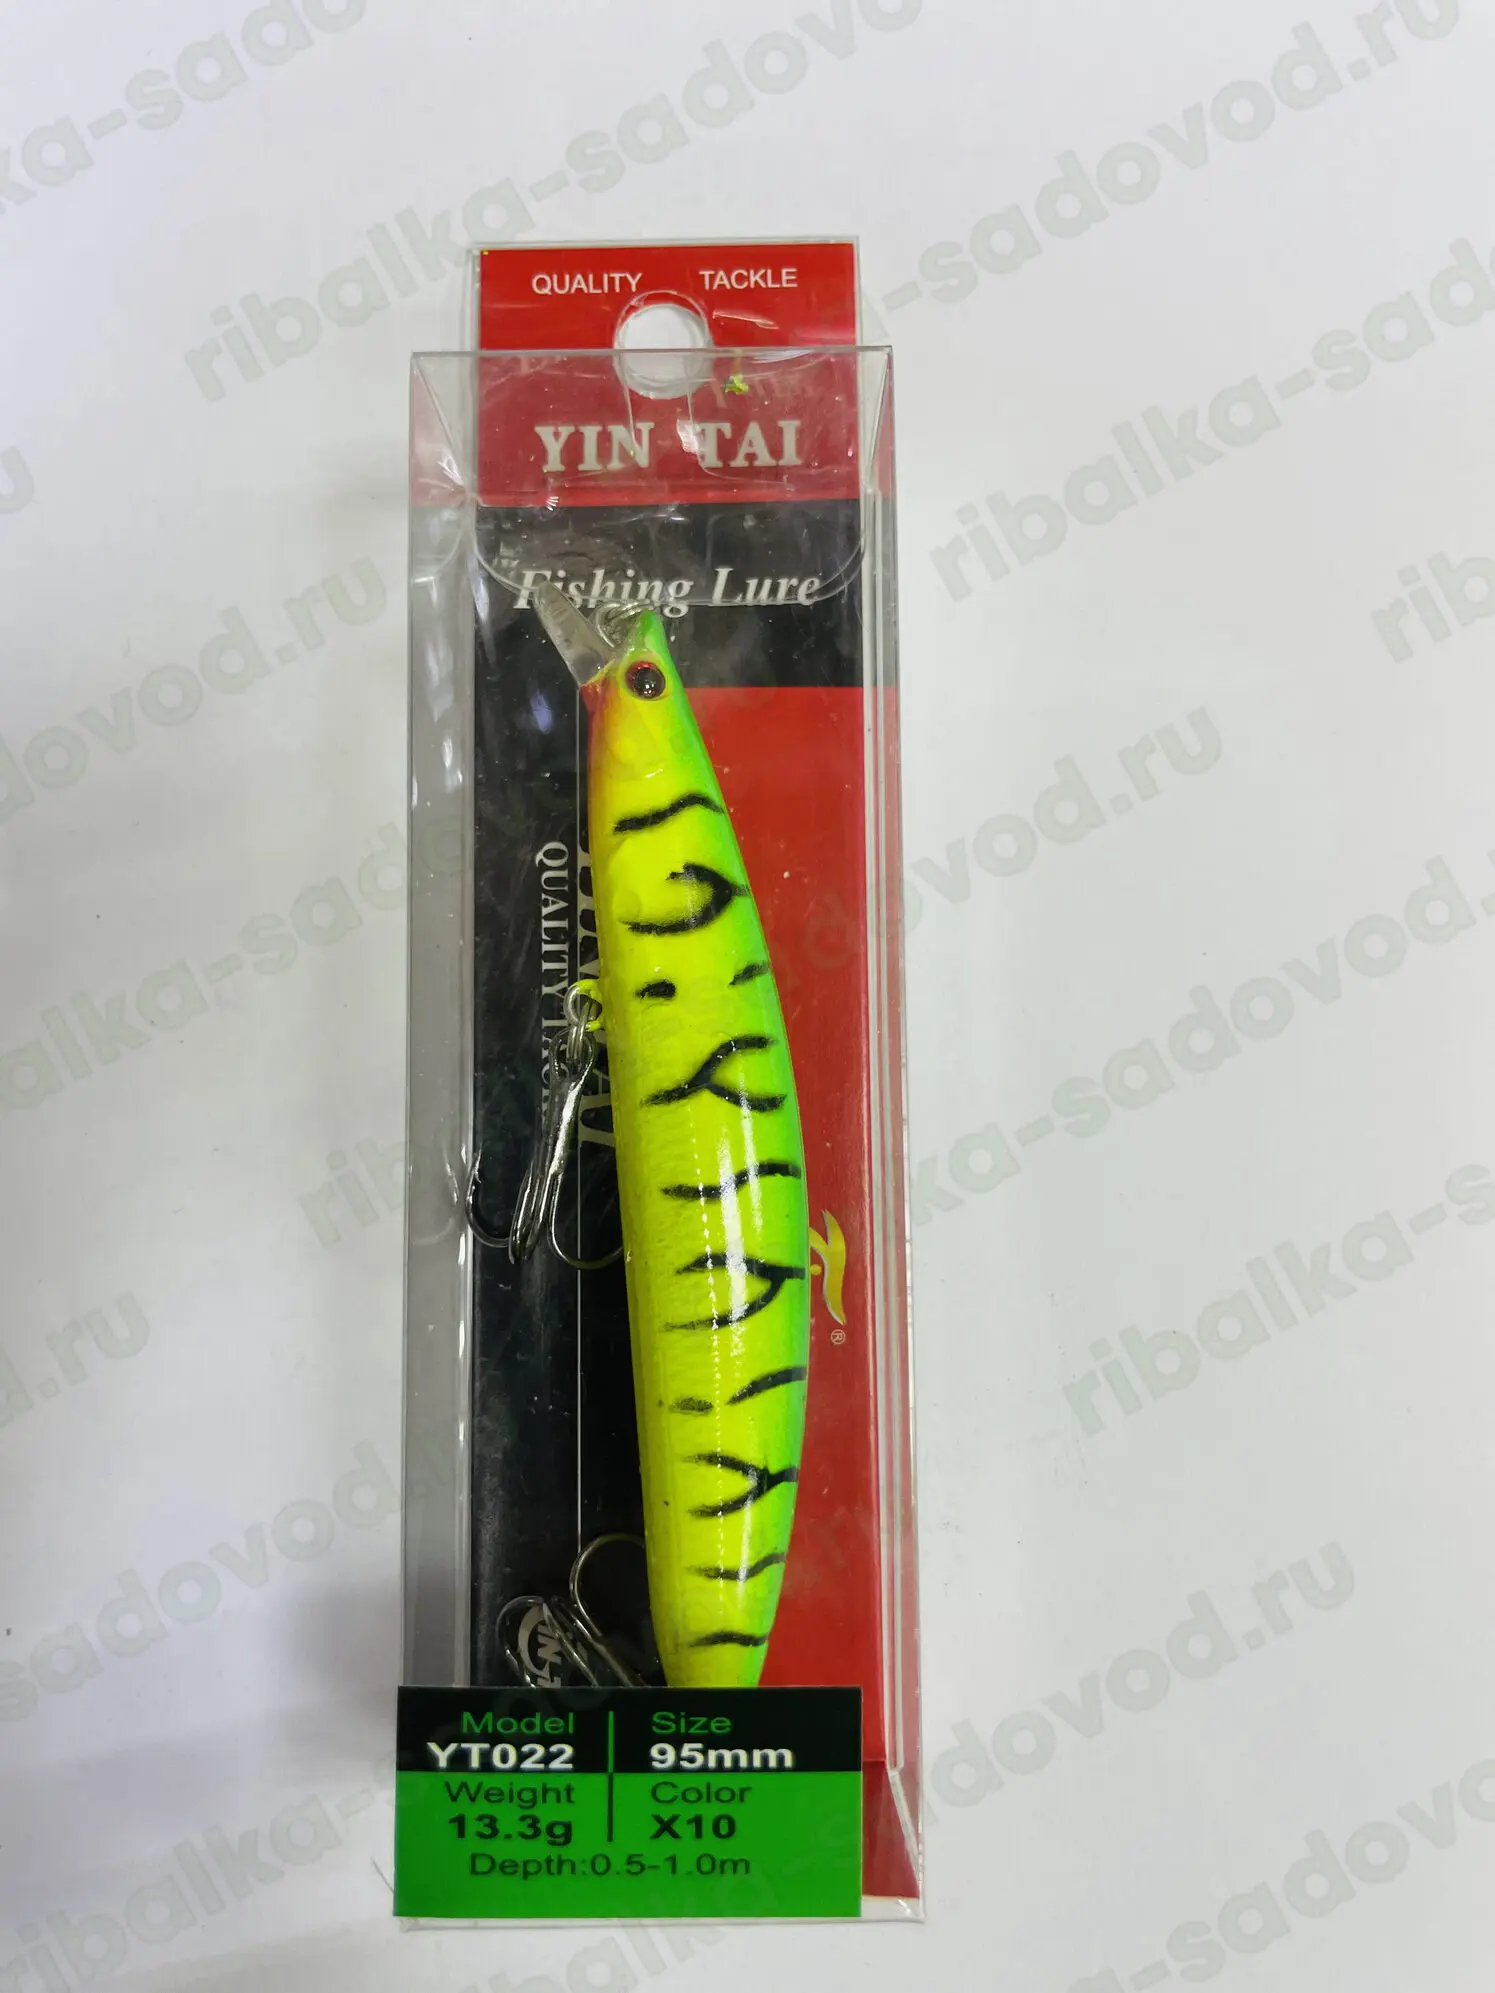 QUALITY TACKLE
YIN TAI
Fishing Lure
QUALITY
Model
YT022
Size
95mm
Weight
13.3g
Color
X10
Depth:0.5-1.0m
®
ribalka-sadovod.ru